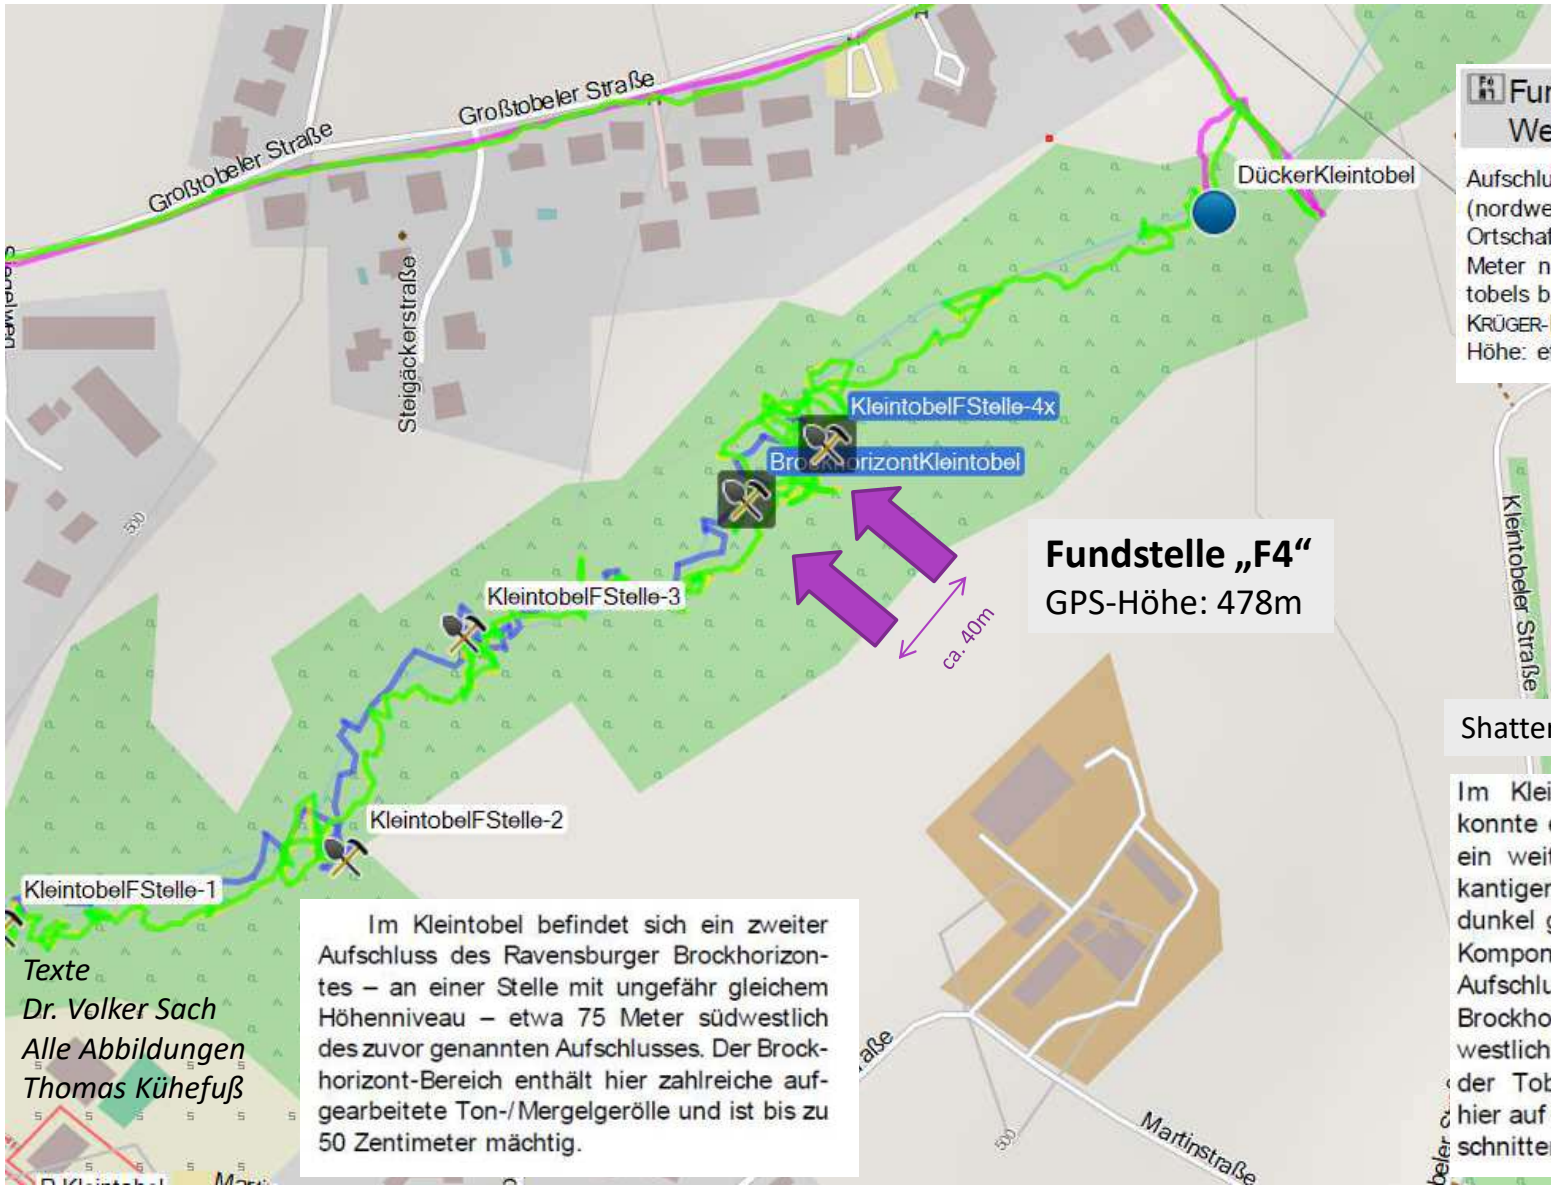 Großtobeler Straße
Großtobeler Straße
Steigäckerstraße
DückerKleintobel
KleintobelFStelle-4x
BrockhorizontKleintobel
500
Fundstelle „F4“
GPS-Höhe: 478m
ca. 40m
KleintobelFStelle-3
KleintobelFStelle-2
KleintobelFStelle-1
Kleintobeler Straße
Aufschlu
(nordwe
Ortschaf
Meter n
tobels b
KRÜGER-
Höhe: e
Shatter
Im Klei
konnte
ein weit
kantiger
dunkel g
Kompon
Aufschlu
Brockho
westlich
der Tob
hier auf
schnitter
Texte
Dr. Volker Sach
Alle Abbildungen
Thomas Kühefuß
Im Kleintobel befindet sich ein zweiter
Aufschluss des Ravensburger Brockhorizon-
tes – an einer Stelle mit ungefähr gleichem
Höhenniveau – etwa 75 Meter südwestlich
des zuvor genannten Aufschlusses. Der Brock-
horizont-Bereich enthält hier zahlreiche auf-
gearbeitete Ton-/Mergelgerölle und ist bis zu
50 Zentimeter mächtig.
aße
500
Martinstraße